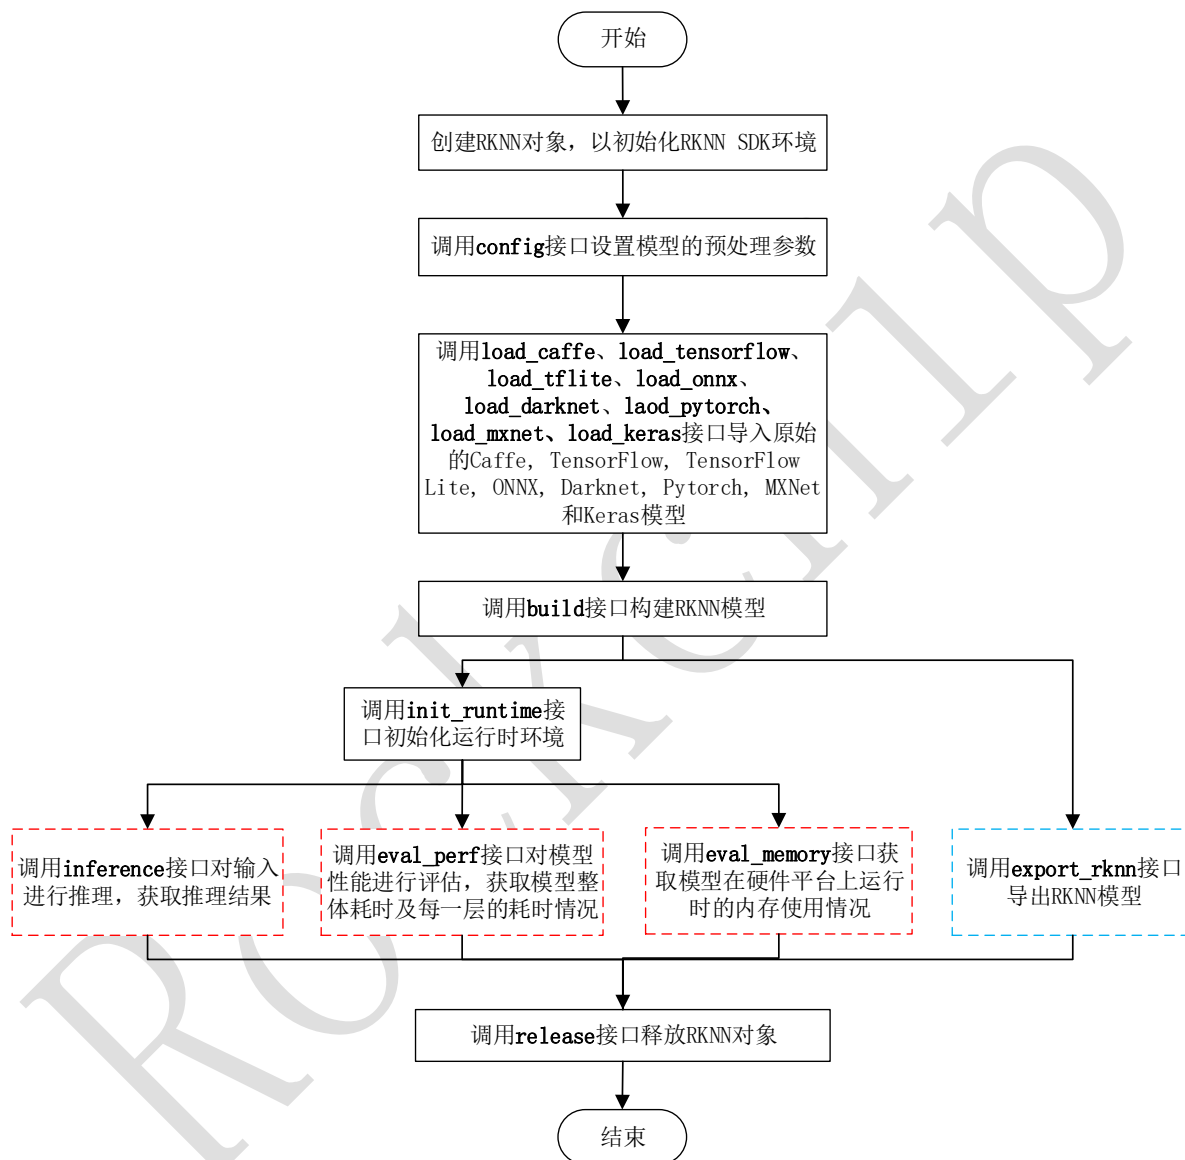 开始
创建RKNN对象，以初始化RKNN SDK环境
调用config接口设置模型的预处理参数
调用load_caffe、load_tensorflow、
load_tflite、load_onnx、
load_darknet、laod_pytorch、
load_mxnet、load_keras接口导入原始
的Caffe, TensorFlow, TensorFlow
Lite, ONNX, Darknet, Pytorch, MXNet
和Keras模型
调用build接口构建RKNN模型
调用init_runtime接
口初始化运行时环境
调用inference接口对输入
进行推理，获取推理结果
调用eval_perf接口对模型
性能进行评估，获取模型整
体耗时及每一层的耗时情况
调用eval_memory接口获
取模型在硬件平台上运行
时的内存使用情况
调用export_rknn接口
导出RKNN模型
调用release接口释放RKNN对象
结束
Rockchip